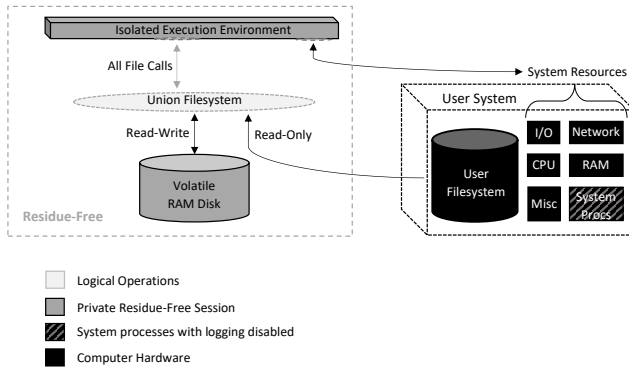 Isolated Execution Environment
All File Calls
System Resources
Union Filesystem
User System
Read-Write
Read-Only
I/O
Network
CPU
RAM
User
Filesystem
Misc
System
Procs
Volatile
RAM Disk
Residue-Free
Logical Operations
Private Residue-Free Session
System processes with logging disabled
Computer Hardware